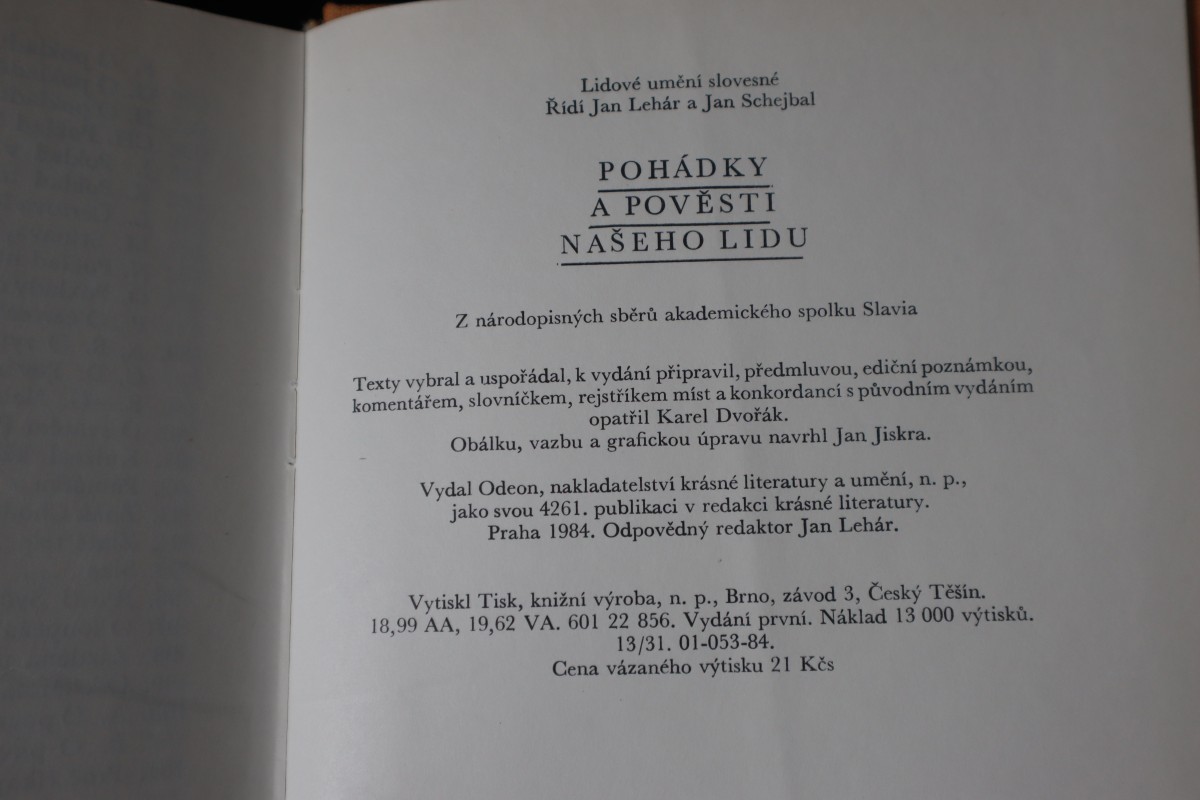 Lidové umění slovesné
Řídí Jan Lehár a Jan Schejbal
POHÁDKY
A POVĚSTI
NAŠEHO LIDU
Z národopisných sběrů akademického spolku Slavia
Texty vybral a uspořádal, k vydání připravil, předmluvou, ediční poznámkou,
komentářem, slovníčkem, rejstříkem míst a konkordancí s původním vydáním
opatřil Karel Dvořák.
Obálku, vazbu a grafickou úpravu navrhl Jan Jiskra.
Vydal Odeon, nakladatelství krásné literatury a umění, n. p.,
jako svou 4261. publikaci v redakci krásné literatury.
Praha 1984. Odpovědný redaktor Jan Lehár.
Vytiskl Tisk, knižní výroba, n. p., Brno, závod 3, Český Těšín.
18,99 AA, 19,62 VA. 601 22 856. Vydání první. Náklad 13 000 výtisků.
13/31. 01-053-84.
Cena vázaného výtisku 21 Kčs